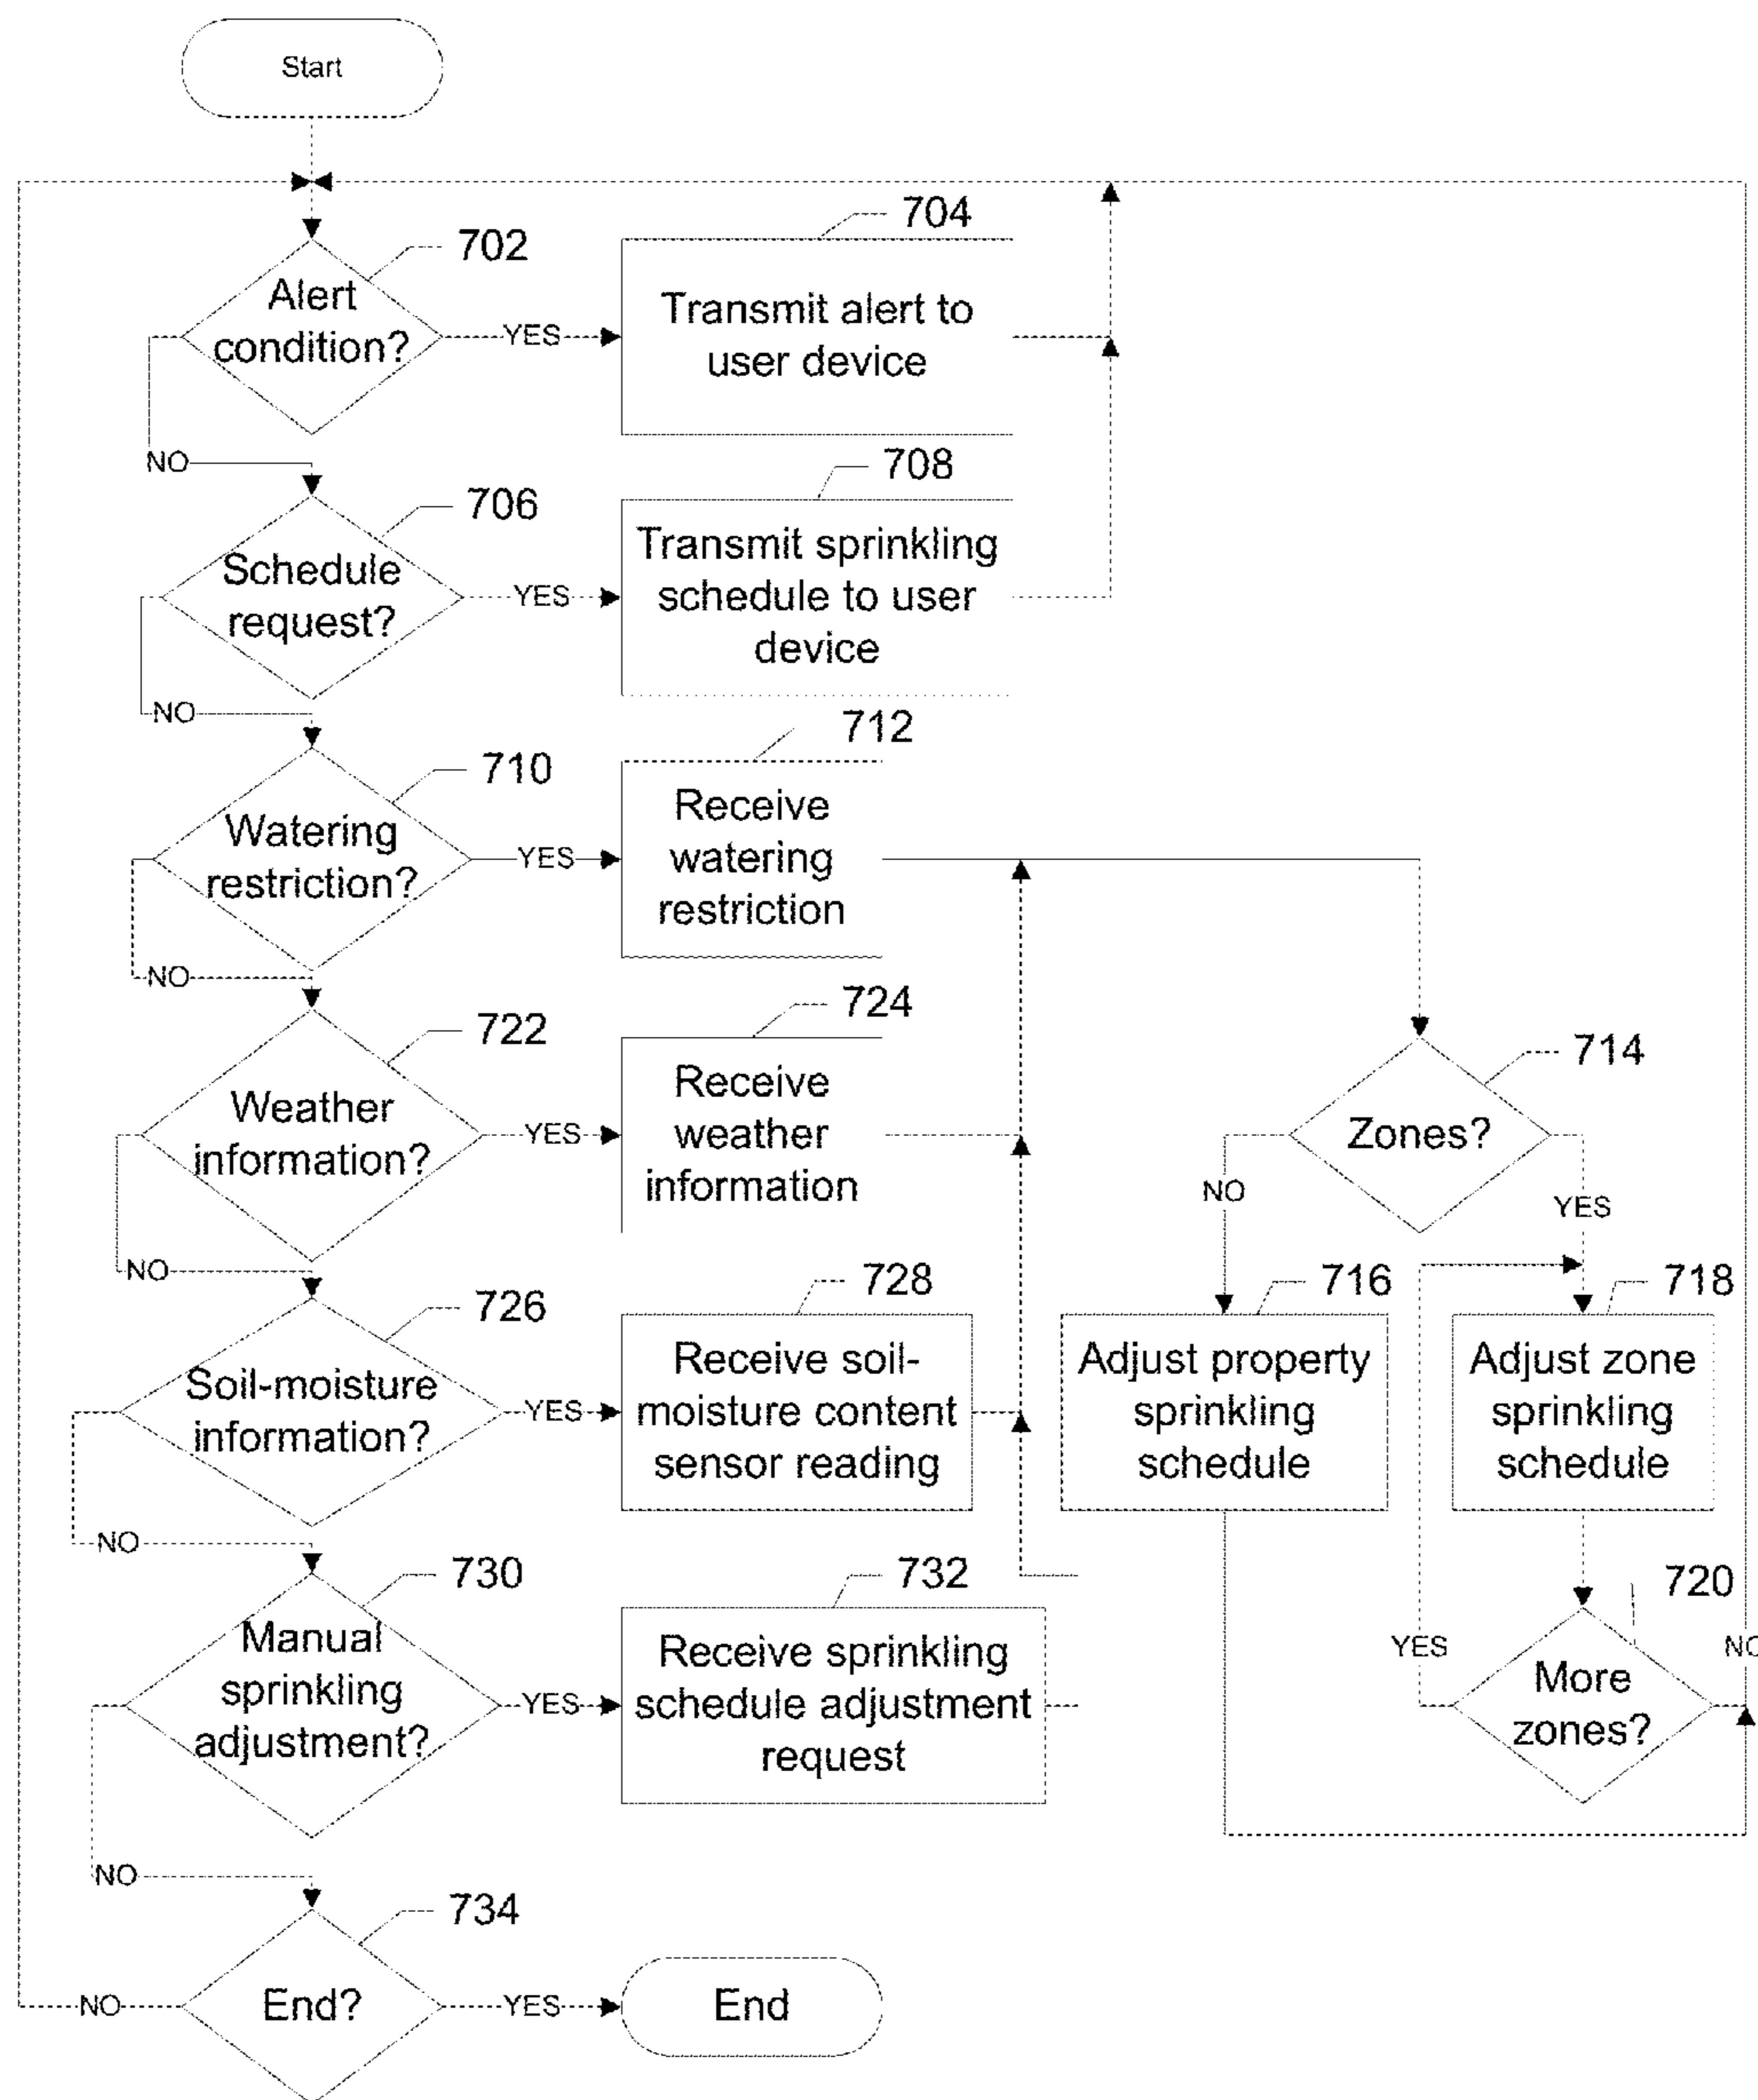 Start
702
Alert
condition?
YES
704
Transmit alert to
user device
NO
706
Schedule
request?
YES
708
Transmit sprinkling
schedule to user
device
NO
710
Watering
restriction?
YES
712
Receive
watering
restriction
NO
722
Weather
information?
YES
724
Receive
weather
information
714
Zones?
NO
YES
NO
726
Soil-moisture
information?
YES
728
Receive soil-
moisture content
sensor reading
716
Adjust property
sprinkling
schedule
718
Adjust zone
sprinkling
schedule
NO
730
Manual
sprinkling
adjustment?
YES
732
Receive sprinkling
schedule adjustment
request
720
More
zones?
YES
NO
NO
734
End?
NO
YES
End